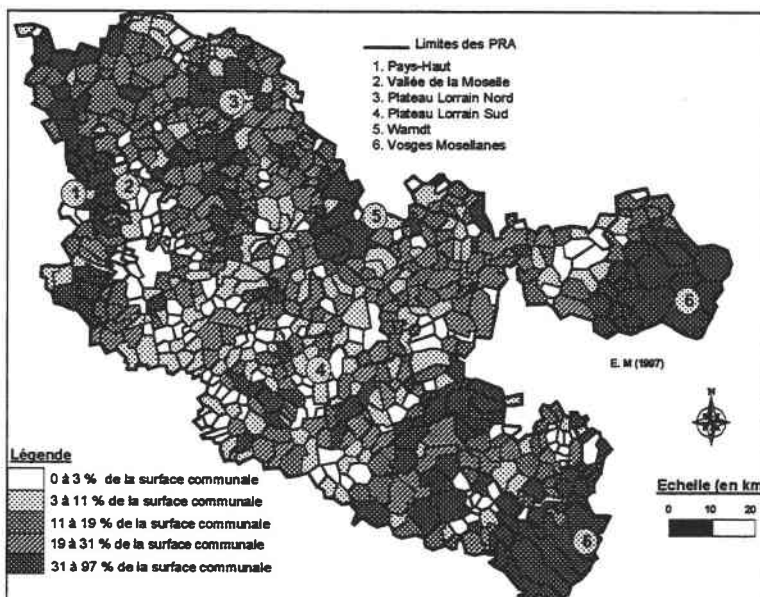 Limites des PRA
1. Pays-Haut
2. Vallée de la Moselle
3. Plateau Lorrain Nord
4. Plateau Lorrain Sud
5. Warndt
6. Vosges Mosellanes
3
1
2
5
6
4
6
E. M (1997)
N
Légende
0 à 3 % de la surface communale
3 à 11 % de la surface communale
11 à 19 % de la surface communale
19 à 31 % de la surface communale
31 à 97 % de la surface communale
Echelle (en km
0 10 20